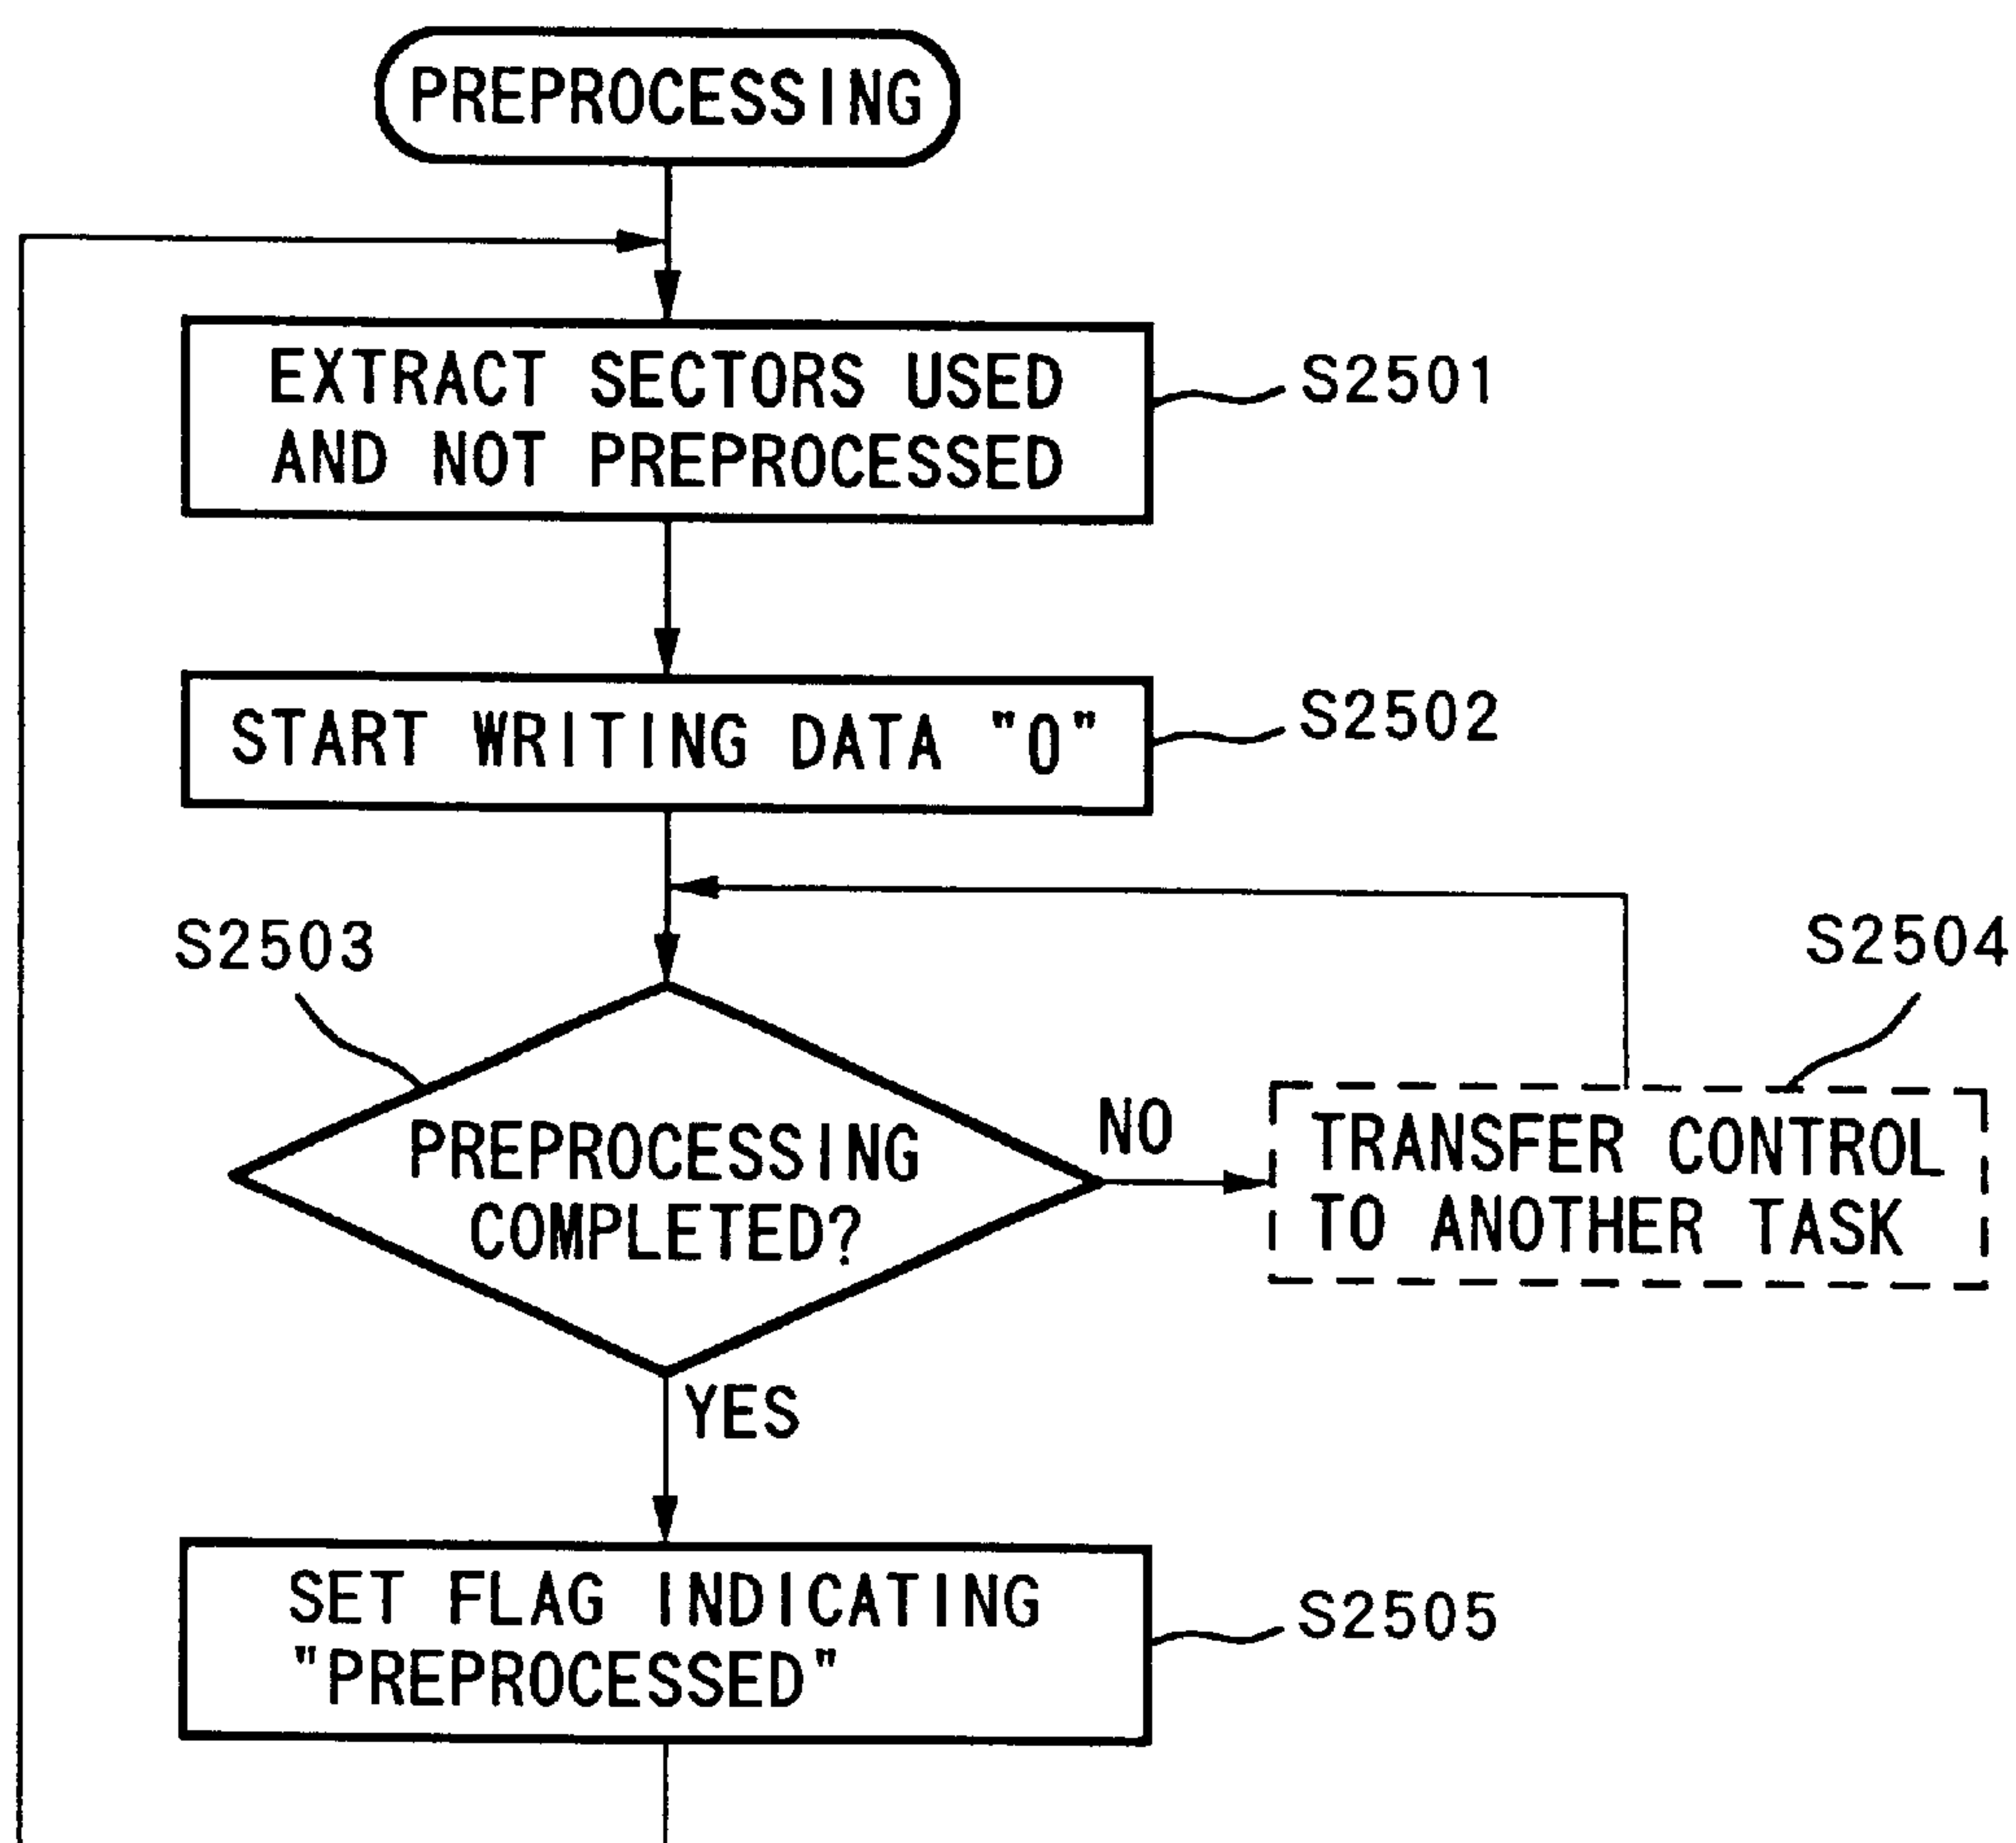 PREPROCESSING
EXTRACT SECTORS USED
AND NOT PREPROCESSED
S2501
START WRITING DATA "0"
S2502
S2503
S2504
PREPROCESSING
COMPLETED?
NO
TRANSFER CONTROL
TO ANOTHER TASK
YES
SET FLAG INDICATING
"PREPROCESSED"
S2505